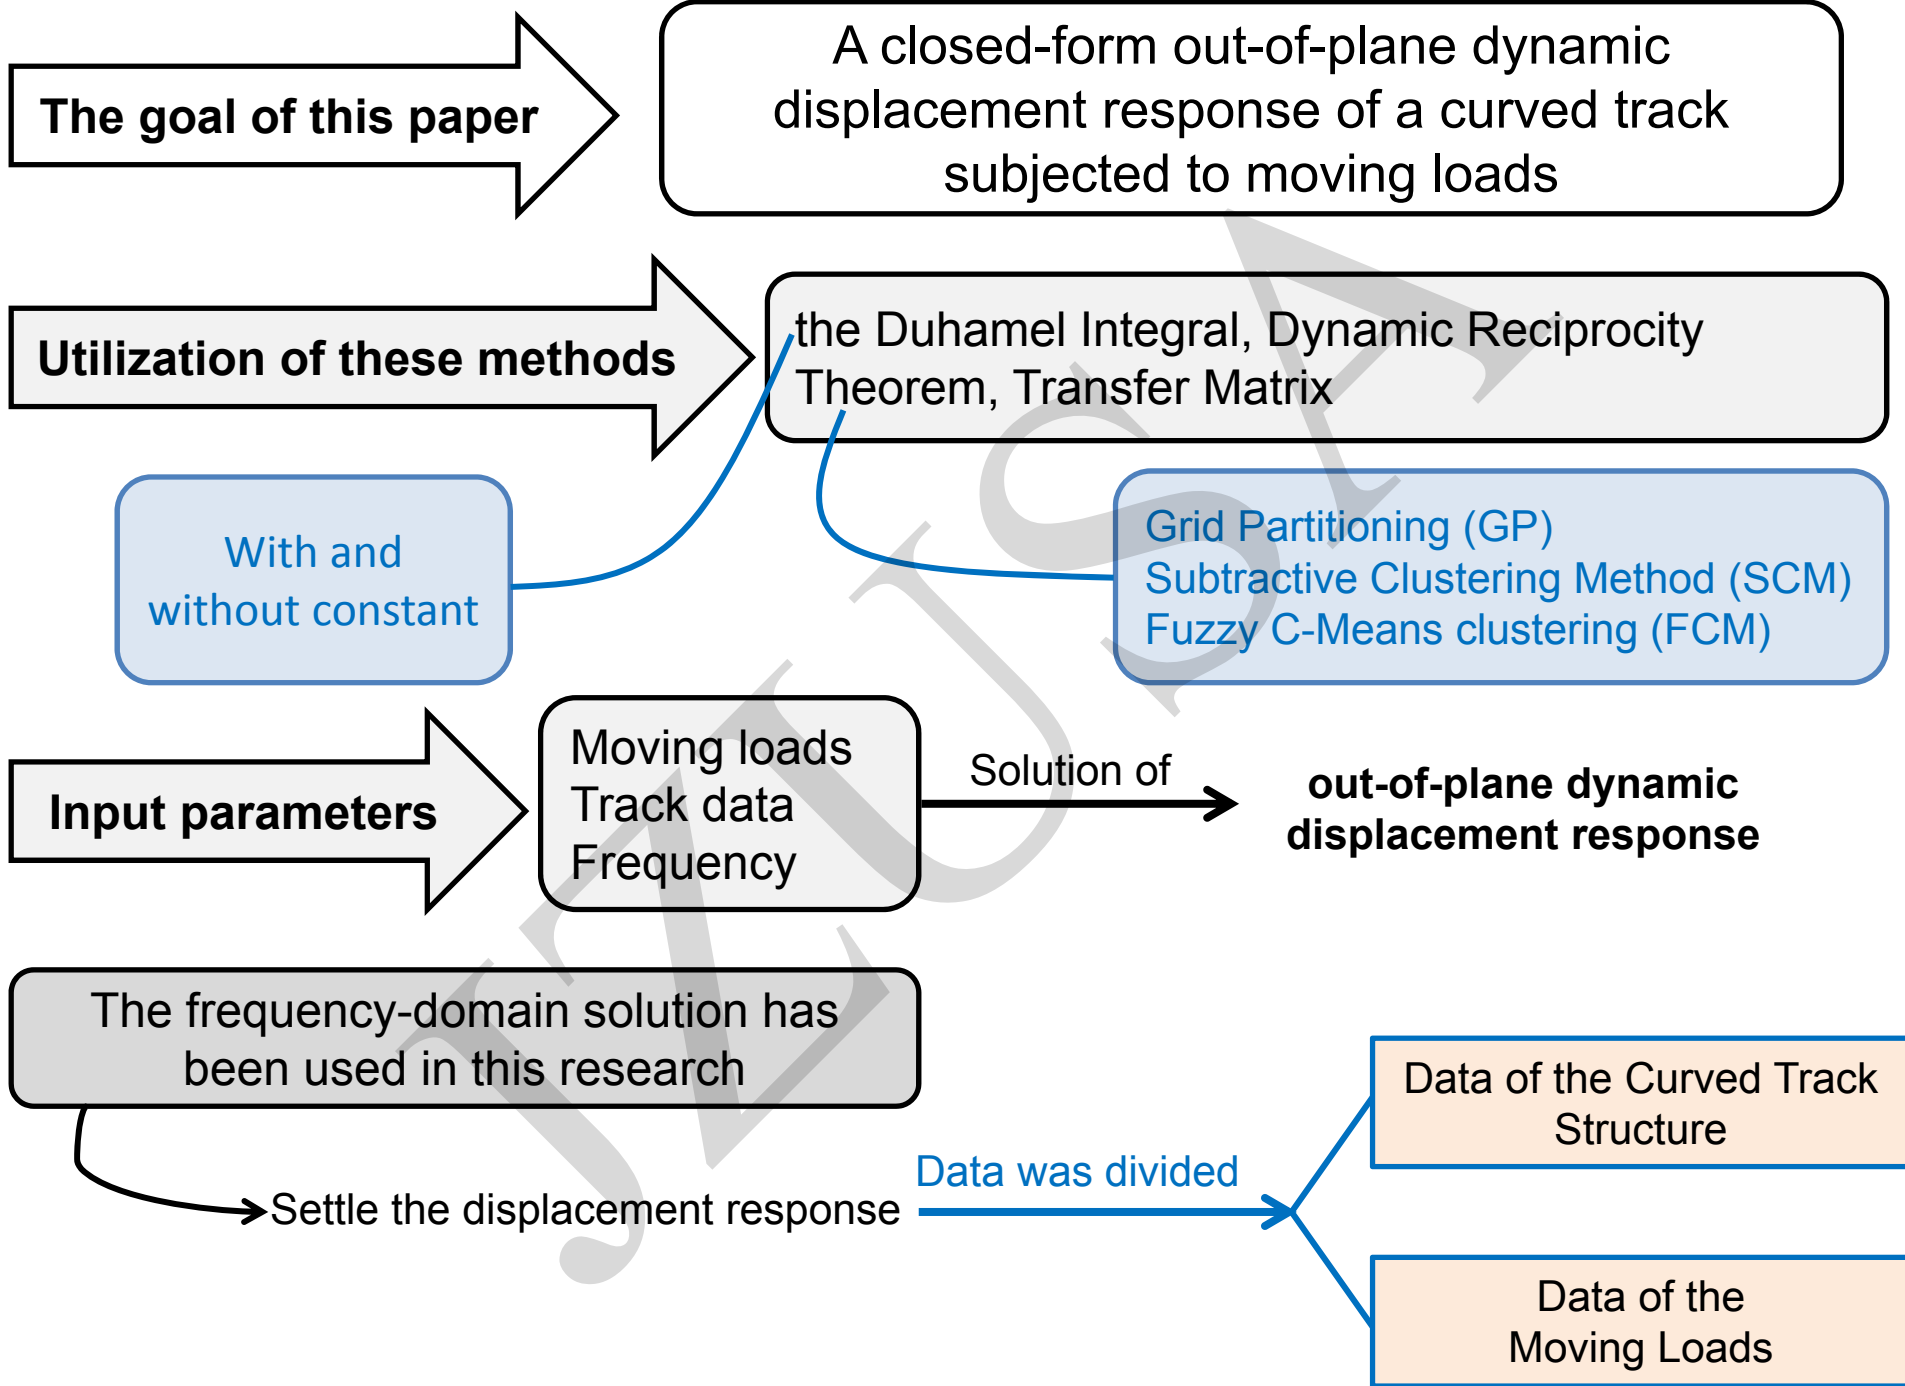 The goal of this paper
A closed-form out-of-plane dynamic
displacement response of a curved track
subjected to moving loads
Utilization of these methods
the Duhamel Integral, Dynamic Reciprocity
Theorem, Transfer Matrix
With and
without constant
Grid Partitioning (GP)
Subtractive Clustering Method (SCM)
Fuzzy C-Means clustering (FCM)
Input parameters
Moving loads
Track data
Frequency
Solution of
out-of-plane dynamic
displacement response
The frequency-domain solution has
been used in this research
Settle the displacement response
Data was divided
Data of the Curved Track
Structure
Data of the
Moving Loads
JZUSA